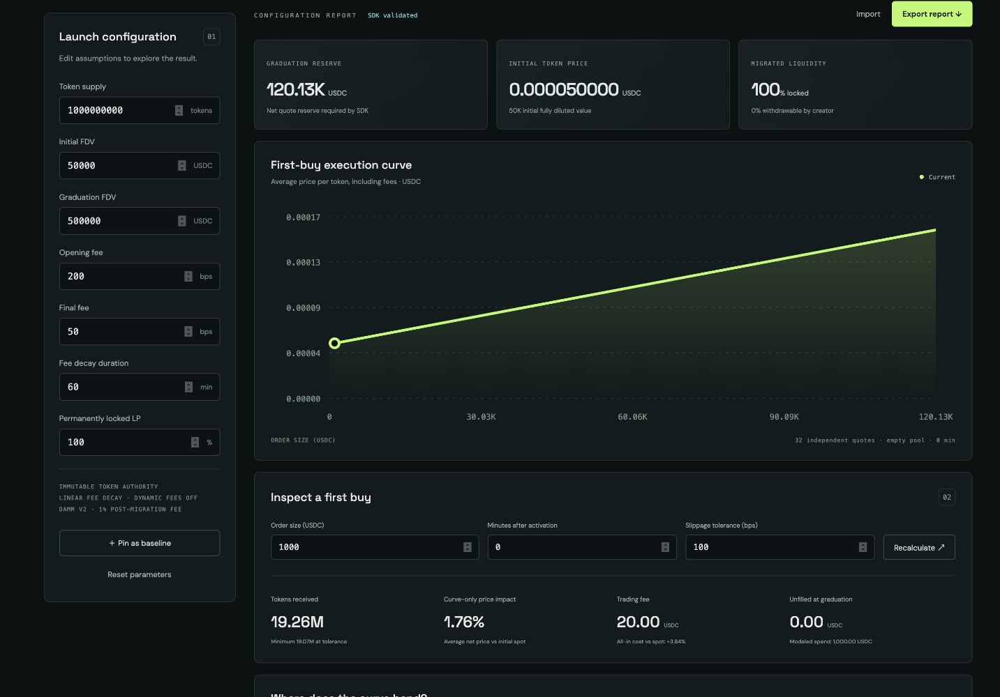 Launch configuration
01
Edit assumptions to explore the result.
Token supply
1000000000 tokens
Initial FDV
50000 USDC
Graduation FDV
500000 USDC
Opening fee
200 bps
Final fee
50 bps
Fee decay duration
60 min
Permanently locked LP
100 %
IMMUTABLE TOKEN AUTHORITY
LINEAR FEE DECAY · DYNAMIC FEES OFF
DAMM V2 · 1% POST-MIGRATION FEE
+ Pin as baseline
Reset parameters
CONFIGURATION REPORT SDK validated
Import
Export report ↓
GRADUATION RESERVE
120.13K USDC
Net quote reserve required by SDK
INITIAL TOKEN PRICE
0.000050000 USDC
50K initial fully diluted value
MIGRATED LIQUIDITY
100% locked
0% withdrawable by creator
First-buy execution curve
Average price per token, including fees · USDC
Current
0.00017
0.00013
0.00009
0.00004
0.00000
0 30.03K 60.06K 90.09K 120.13K
ORDER SIZE (USDC)
32 independent quotes · empty pool · 0 min
Inspect a first buy
02
Order size (USDC)
1000
Minutes after activation
0
Slippage tolerance (bps)
100
Recalculate ↗
Tokens received
19.26M
Minimum 19.07M at tolerance
Curve-only price impact
1.76%
Average net price vs initial spot
Trading fee
20.00 USDC
All-in cost vs spot: +3.84%
Unfilled at graduation
0.00 USDC
Modeled spend: 1,000.00 USDC
Where does the curve bend?